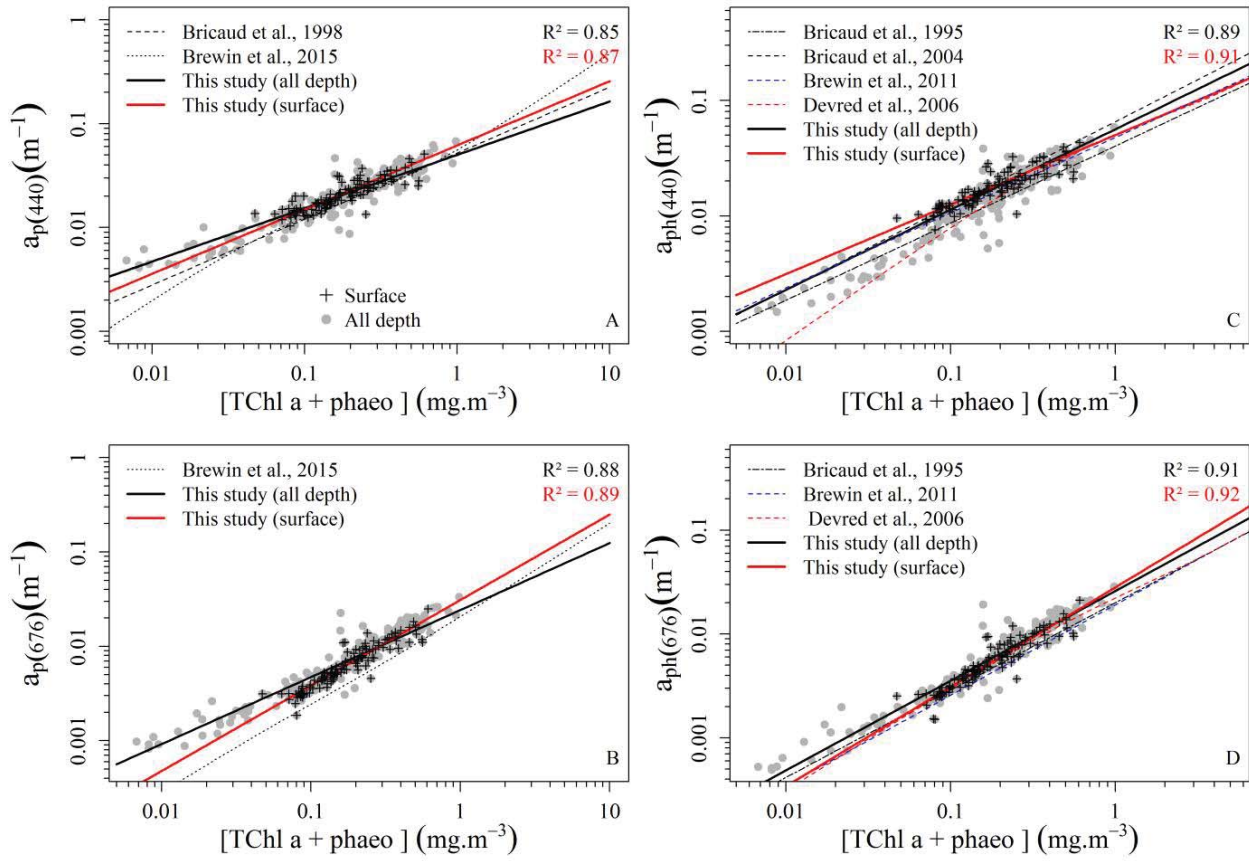 Bricaud et al., 1998
Brewin et al., 2015
This study (all depth)
This study (surface)
R² = 0.85
R² = 0.87
1
0.1
0.01
0.001
ap(440)(m⁻¹)
+ Surface
All depth
A
0.01 0.1 1 10
[TChl a + phaeo ] (mg.m⁻³)
Bricaud et al., 1995
Bricaud et al., 2004
Brewin et al., 2011
Devred et al., 2006
This study (all depth)
This study (surface)
R² = 0.89
R² = 0.91
0.1
0.01
0.001
aph(440)(m⁻¹)
C
0.01 0.1 1
[TChl a + phaeo ] (mg.m⁻³)
Brewin et al., 2015
This study (all depth)
This study (surface)
R² = 0.88
R² = 0.89
1
0.1
0.01
0.001
ap(676)(m⁻¹)
B
0.01 0.1 1 10
[TChl a + phaeo ] (mg.m⁻³)
Bricaud et al., 1995
Brewin et al., 2011
Devred et al., 2006
This study (all depth)
This study (surface)
R² = 0.91
R² = 0.92
0.1
0.01
0.001
aph(676)(m⁻¹)
D
0.01 0.1 1
[TChl a + phaeo ] (mg.m⁻³)